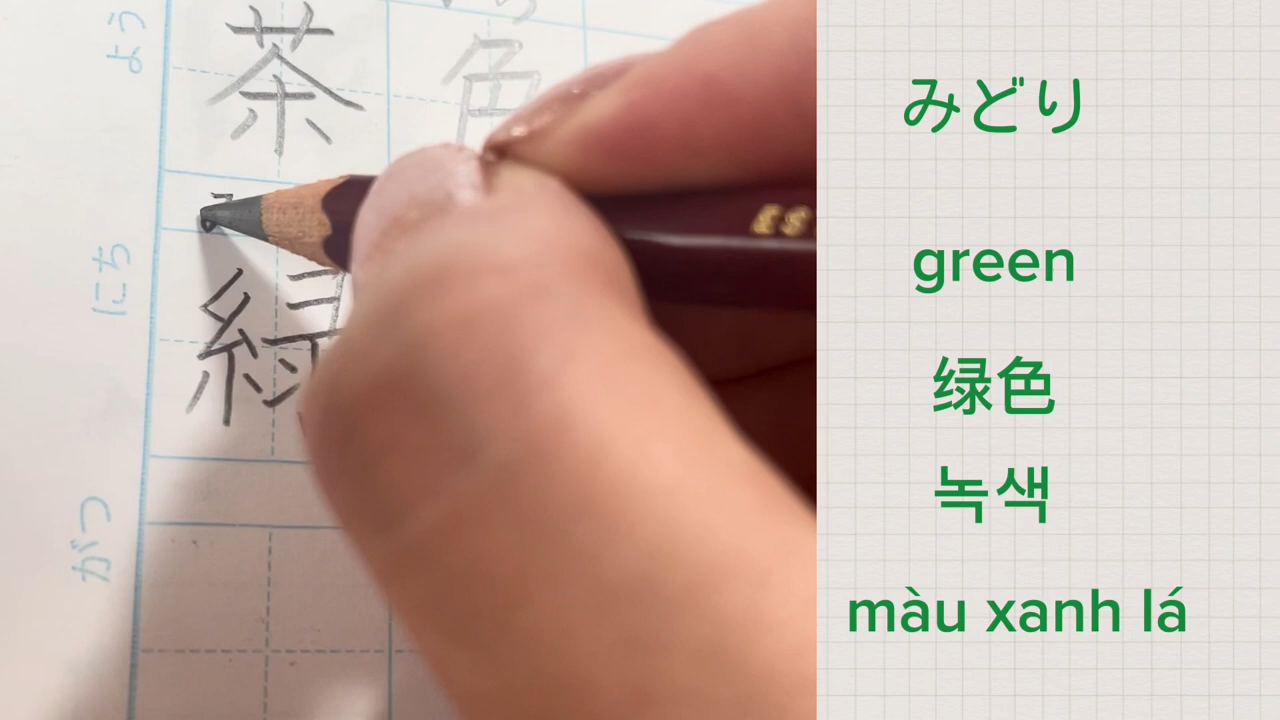 よう
にち
がつ
茶
色
緑
ES
みどり
green
绿色
녹색
màu xanh lá